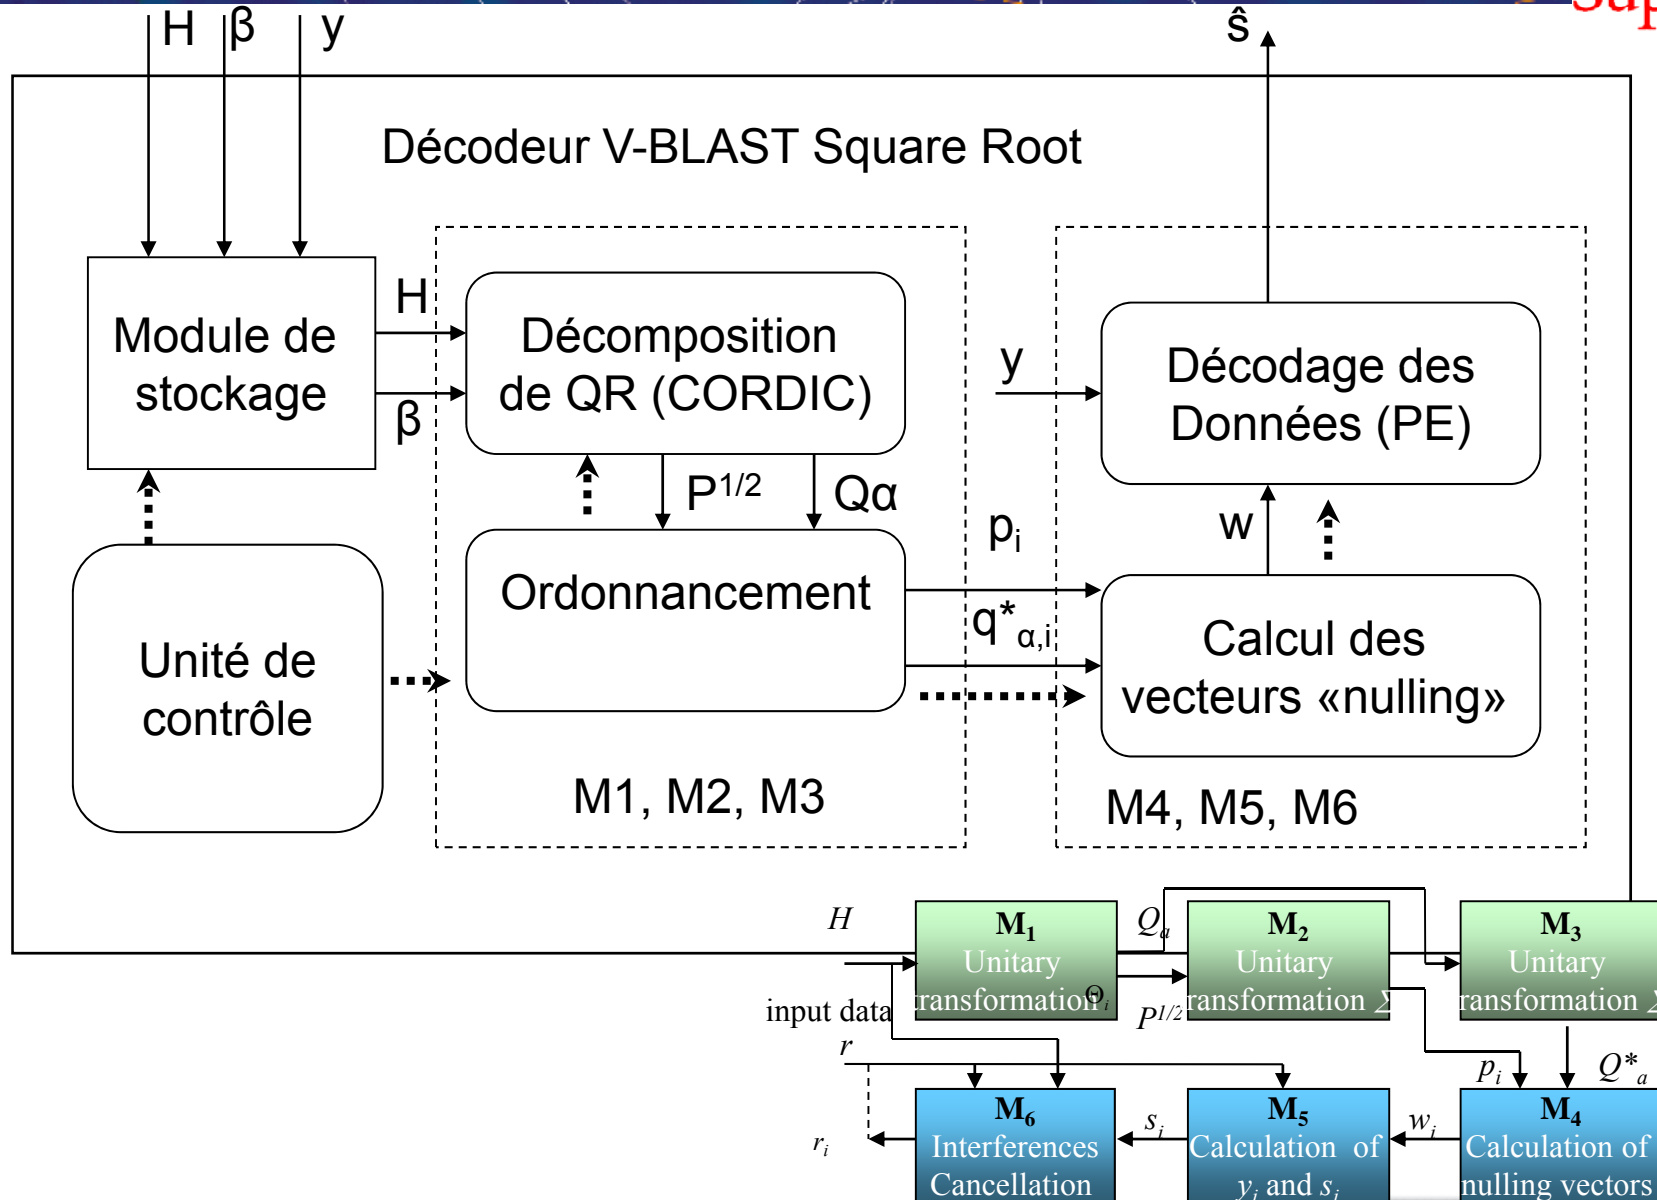 Sup
H β y ŝ
Décodeur V-BLAST Square Root
Module de
stockage
H
β
Décomposition
de QR (CORDIC)
P1/2 Qα
Ordonnancement
Unité de
contrôle
M1, M2, M3
pi
q*α,i
y
Décodage des
Données (PE)
w
Calcul des
vecteurs «nulling»
M4, M5, M6
H
input data
M1
Unitary
transformation Θi
Qa
P1/2
M2
Unitary
ransformation Σ
M3
Unitary
ransformation Σ
r
pi
Q*a
ri
M6
Interferences
Cancellation
si
M5
Calculation of
yi and si
wi
M4
Calculation of
nulling vectors